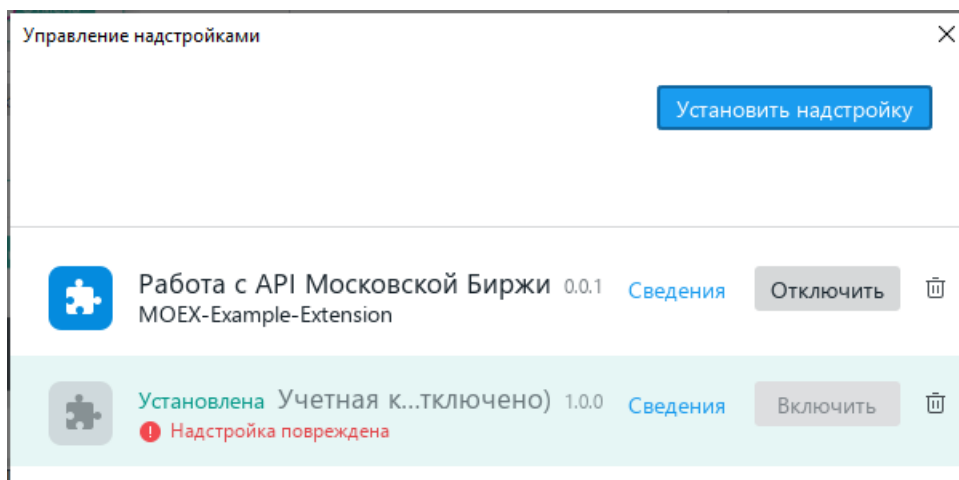 Управление надстройками
Установить надстройку
Работа с API Московской Биржи 0.0.1 Сведения Отключить
MOEX-Example-Extension
Установлена Учетная к...тключено) 1.0.0 Сведения Включить
Надстройка повреждена